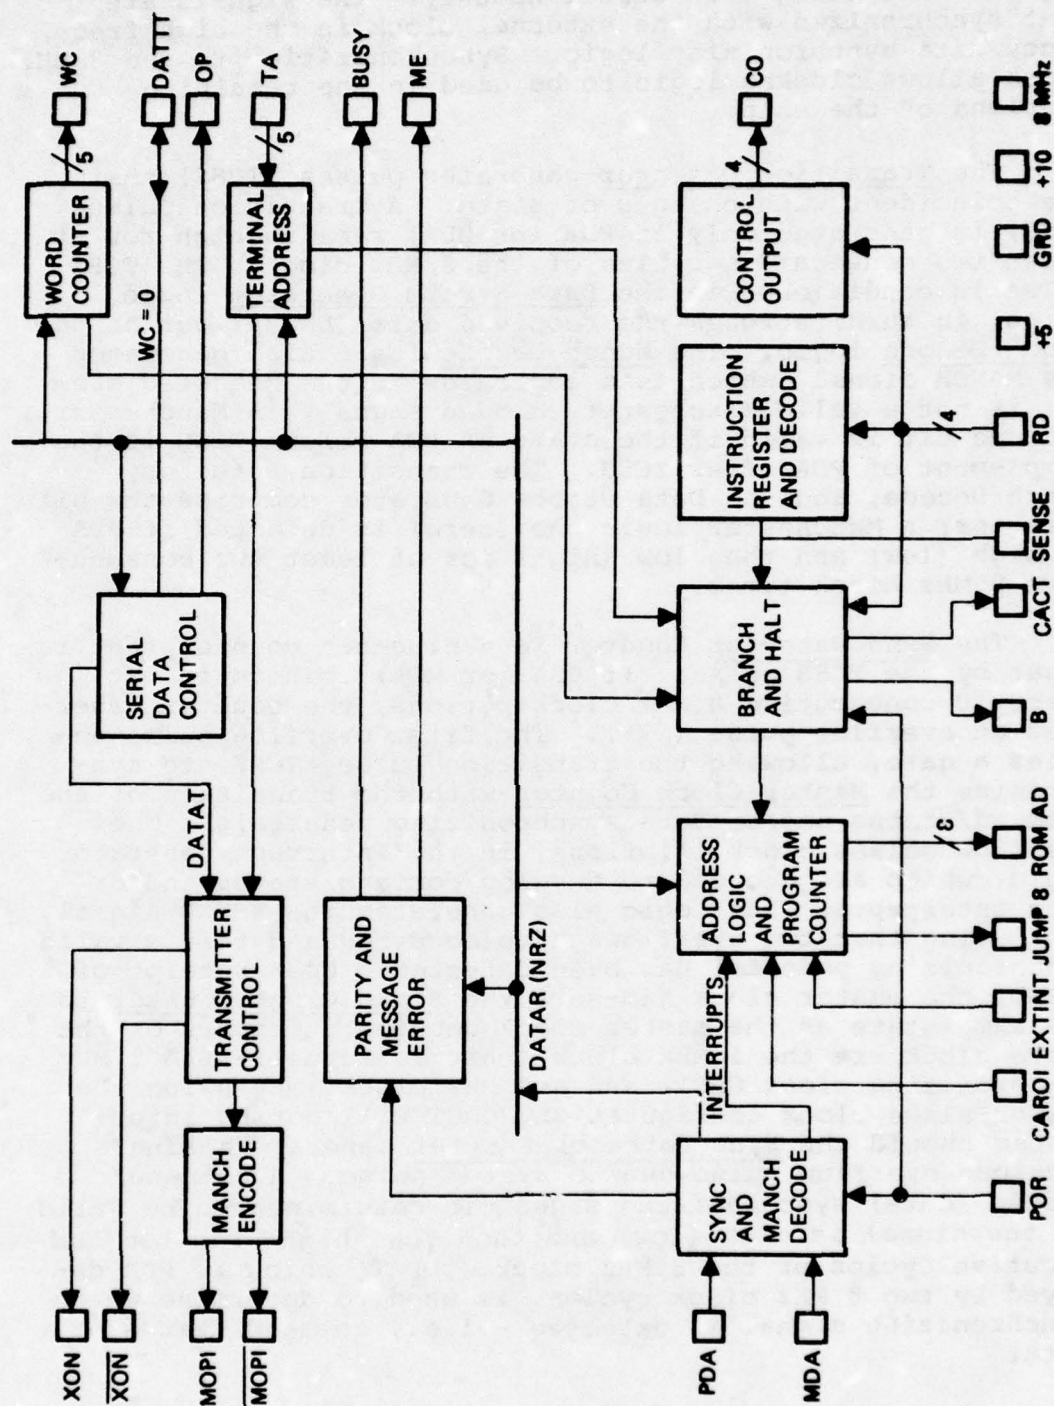 XON
X̅O̅N̅
MOPI
M̅O̅P̅I̅
MANCH
ENCODE
TRANSMITTER
CONTROL
DATAT
SERIAL
DATA
CONTROL
WORD
COUNTER
5
WC
WC = 0
DATTT
OP
TERMINAL
ADDRESS
5
TA
PARITY AND
MESSAGE
ERROR
BUSY
ME
DATAR (NRZ)
PDA
MDA
SYNC
AND
MANCH
DECODE
INTERRUPTS
ADDRESS
LOGIC
AND
PROGRAM
COUNTER
BRANCH
AND HALT
INSTRUCTION
REGISTER
AND DECODE
CONTROL
OUTPUT
4
CO
8
4
POR
CAROI
EXTINT
JUMP 8
ROM AD
B
CACT
SENSE
RD
+5
GRD
+10
8 MHz